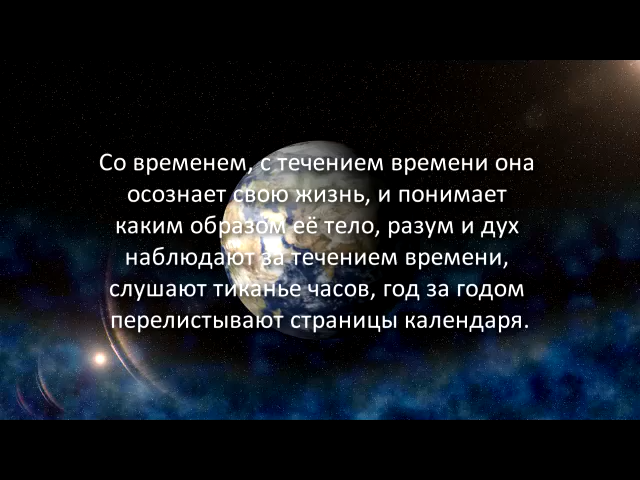 Со временем, с течением времени она
осознает свою жизнь, и понимает
каким образом её тело, разум и дух
наблюдают за течением времени,
слушают тиканье часов, год за годом
перелистывают страницы календаря.